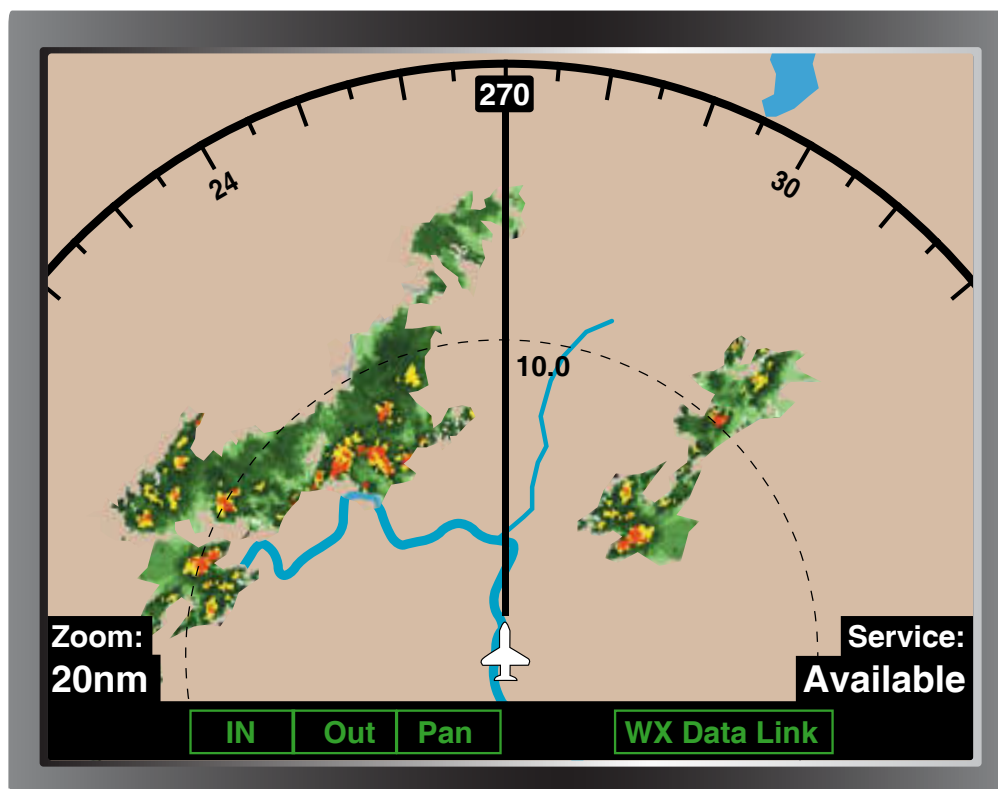 270
24
30
10.0
Zoom:
20nm
Service:
Available
IN
Out
Pan
WX Data Link